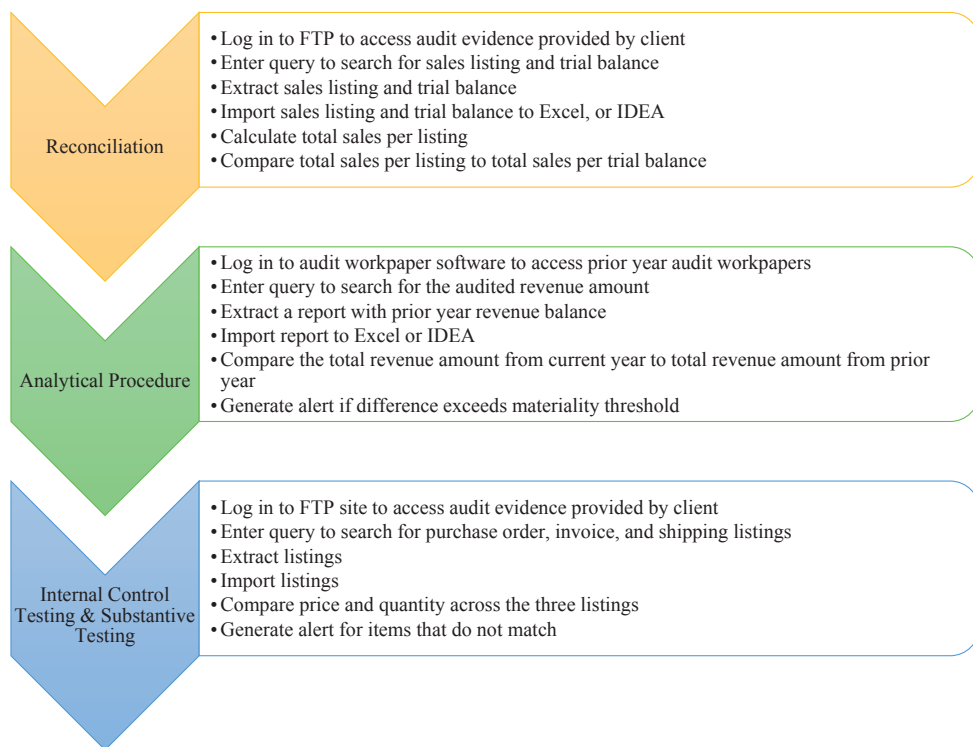 Reconciliation
• Log in to FTP to access audit evidence provided by client
• Enter query to search for sales listing and trial balance
• Extract sales listing and trial balance
• Import sales listing and trial balance to Excel, or IDEA
• Calculate total sales per listing
• Compare total sales per listing to total sales per trial balance
Analytical Procedure
• Log in to audit workpaper software to access prior year audit workpapers
• Enter query to search for the audited revenue amount
• Extract a report with prior year revenue balance
• Import report to Excel or IDEA
• Compare the total revenue amount from current year to total revenue amount from prior
year
• Generate alert if difference exceeds materiality threshold
Internal Control
Testing & Substantive
Testing
• Log in to FTP site to access audit evidence provided by client
• Enter query to search for purchase order, invoice, and shipping listings
• Extract listings
• Import listings
• Compare price and quantity across the three listings
• Generate alert for items that do not match